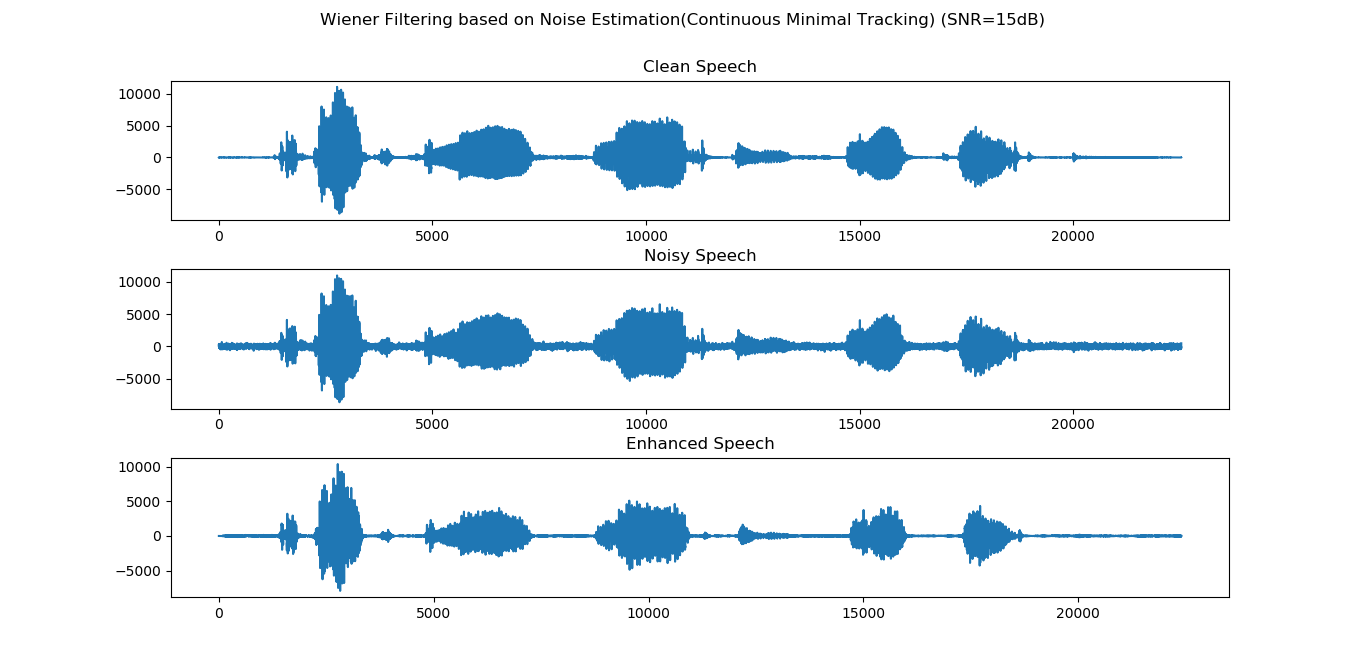 Wiener Filtering based on Noise Estimation(Continuous Minimal Tracking) (SNR=15dB)
Clean Speech
10000
5000
0
−5000
0 5000 10000 15000 20000
Noisy Speech
10000
5000
0
−5000
0 5000 10000 15000 20000
Enhanced Speech
10000
5000
0
−5000
0 5000 10000 15000 20000